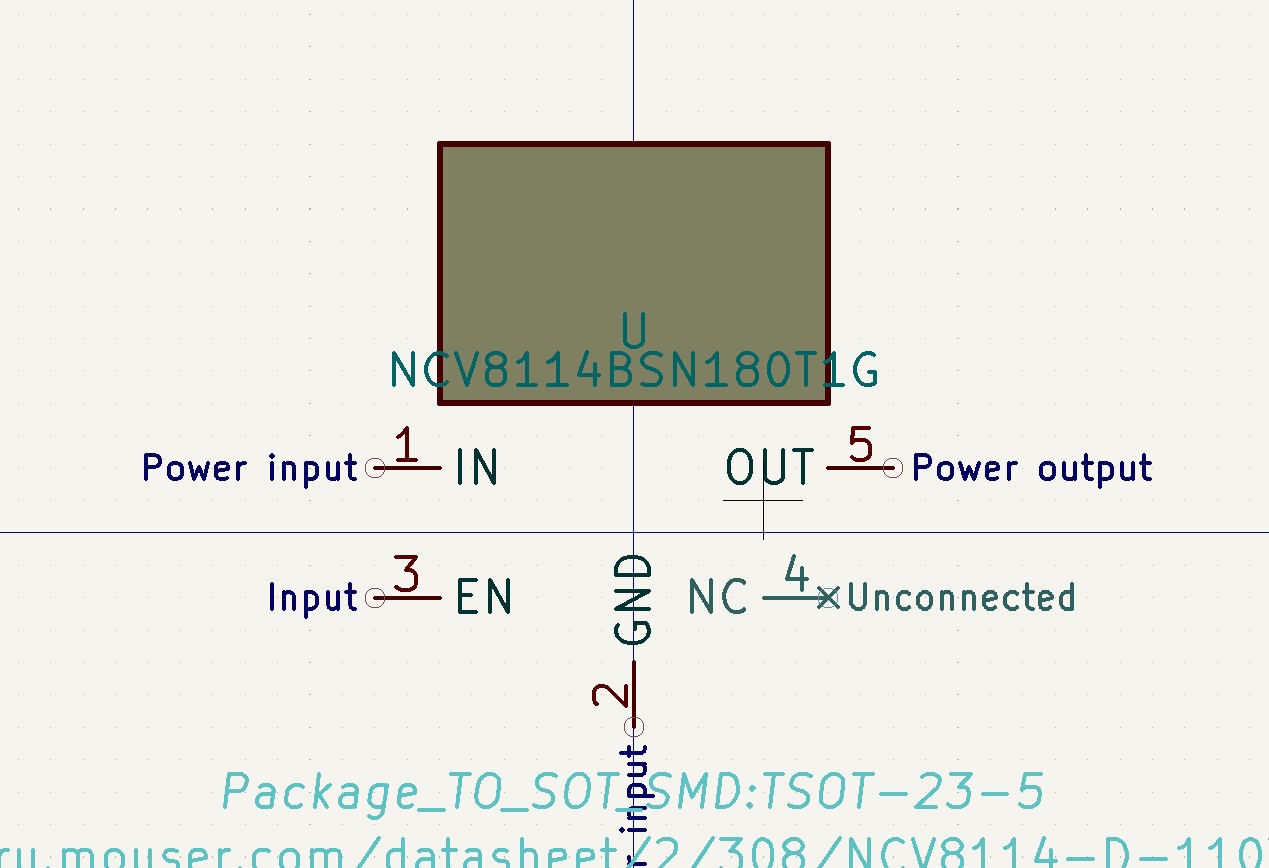 U
NCV8114BSN180T1G
Power input 1 IN OUT 5 Power output
Input 3 EN GND NC 4 Unconnected
2
input
Package_TO_SOT_SMD:TSOT-23-5
ru.mouser.com/datasheet/2/308/NCV8114-D-110